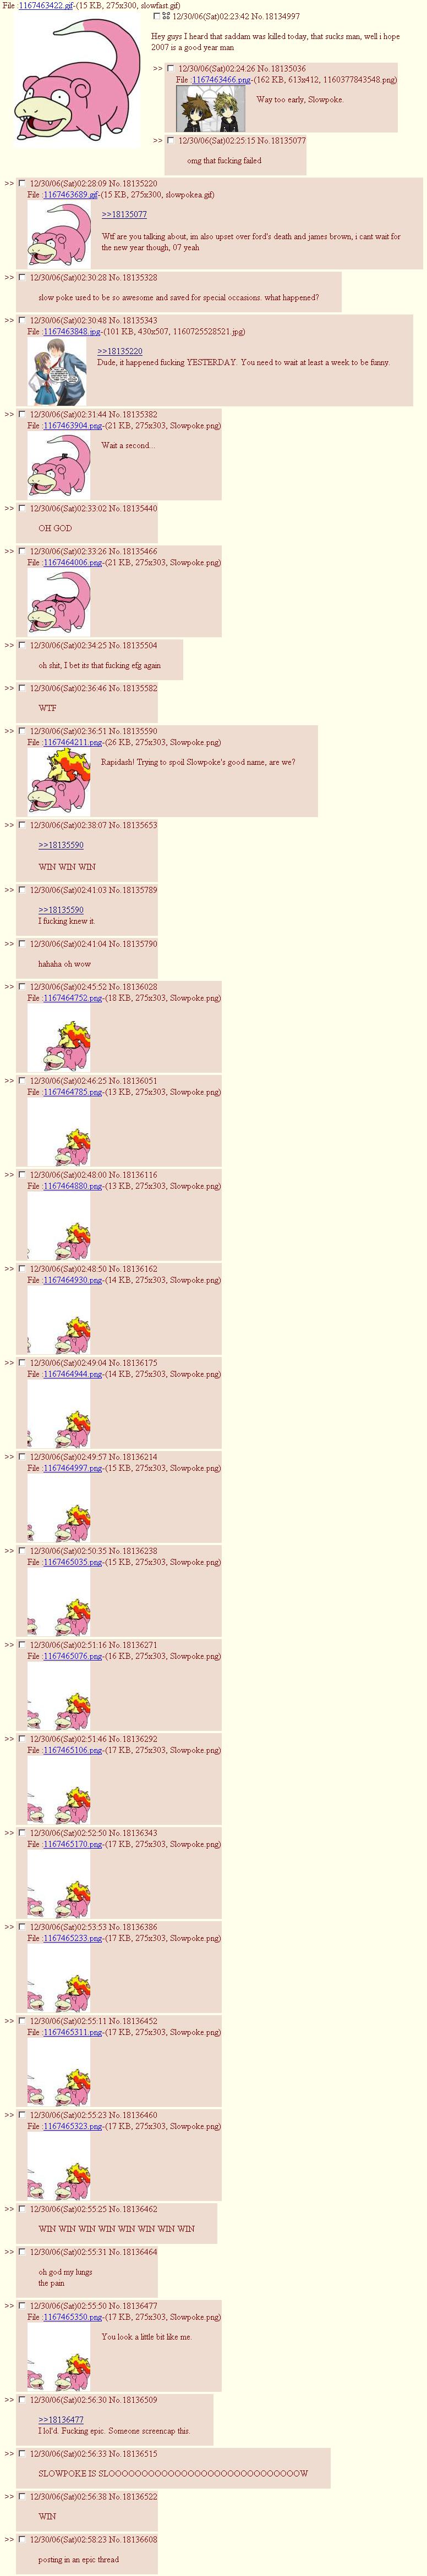 File :1167463422.gif-(15 KB, 275x300, slowfast.gif)
12/30/06(Sat)02:23:42 No.18134997
Hey guys I heard that saddam was killed today, that sucks man, well i hope
2007 is a good year man
>> 12/30/06(Sat)02:24:26 No.18135036
File :1167463466.png-(162 KB, 613x412, 1160377843548.png)
Way too early, Slowpoke.
>> 12/30/06(Sat)02:25:15 No.18135077
omg that fucking failed
>> 12/30/06(Sat)02:28:09 No.18135220
File :1167463689.gif-(15 KB, 275x300, slowpokea.gif)
>>18135077
Wtf are you talking about, im also upset over ford's death and james brown, i cant wait for
the new year though, 07 yeah
>> 12/30/06(Sat)02:30:28 No.18135328
slow poke used to be so awesome and saved for special occasions. what happened?
>> 12/30/06(Sat)02:30:48 No.18135343
File :1167463848.jpg-(101 KB, 430x507, 1160725528521.jpg)
>>18135220
Dude, it happened fucking YESTERDAY. You need to wait at least a week to be funny.
>> 12/30/06(Sat)02:31:44 No.18135382
File :1167463904.png-(21 KB, 275x303, Slowpoke.png)
Wait a second...
>> 12/30/06(Sat)02:33:02 No.18135440
OH GOD
>> 12/30/06(Sat)02:33:26 No.18135466
File :1167464006.png-(21 KB, 275x303, Slowpoke.png)
>> 12/30/06(Sat)02:34:25 No.18135504
oh shit, I bet its that fucking efg again
>> 12/30/06(Sat)02:36:46 No.18135582
WTF
>> 12/30/06(Sat)02:36:51 No.18135590
File :1167464211.png-(26 KB, 275x303, Slowpoke.png)
Rapidash! Trying to spoil Slowpoke's good name, are we?
>> 12/30/06(Sat)02:38:07 No.18135653
>>18135590
WIN WIN WIN
>> 12/30/06(Sat)02:41:03 No.18135789
>>18135590
I fucking knew it.
>> 12/30/06(Sat)02:41:04 No.18135790
hahaha oh wow
>> 12/30/06(Sat)02:45:52 No.18136028
File :1167464752.png-(18 KB, 275x303, Slowpoke.png)
>> 12/30/06(Sat)02:46:25 No.18136051
File :1167464785.png-(13 KB, 275x303, Slowpoke.png)
>> 12/30/06(Sat)02:48:00 No.18136116
File :1167464880.png-(13 KB, 275x303, Slowpoke.png)
>> 12/30/06(Sat)02:48:50 No.18136162
File :1167464930.png-(14 KB, 275x303, Slowpoke.png)
>> 12/30/06(Sat)02:49:04 No.18136175
File :1167464944.png-(14 KB, 275x303, Slowpoke.png)
>> 12/30/06(Sat)02:49:57 No.18136214
File :1167464997.png-(15 KB, 275x303, Slowpoke.png)
>> 12/30/06(Sat)02:50:35 No.18136238
File :1167465035.png-(15 KB, 275x303, Slowpoke.png)
>> 12/30/06(Sat)02:51:16 No.18136271
File :1167465076.png-(16 KB, 275x303, Slowpoke.png)
>> 12/30/06(Sat)02:51:46 No.18136292
File :1167465106.png-(17 KB, 275x303, Slowpoke.png)
>> 12/30/06(Sat)02:52:50 No.18136343
File :1167465170.png-(17 KB, 275x303, Slowpoke.png)
>> 12/30/06(Sat)02:53:53 No.18136386
File :1167465233.png-(17 KB, 275x303, Slowpoke.png)
>> 12/30/06(Sat)02:55:11 No.18136452
File :1167465311.png-(17 KB, 275x303, Slowpoke.png)
>> 12/30/06(Sat)02:55:23 No.18136460
File :1167465323.png-(17 KB, 275x303, Slowpoke.png)
>> 12/30/06(Sat)02:55:25 No.18136462
WIN WIN WIN WIN WIN WIN WIN WIN
>> 12/30/06(Sat)02:55:31 No.18136464
oh god my lungs
the pain
>> 12/30/06(Sat)02:55:50 No.18136477
File :1167465350.png-(17 KB, 275x303, Slowpoke.png)
You look a little bit like me.
>> 12/30/06(Sat)02:56:30 No.18136509
>>18136477
I lol'd. Fucking epic. Someone screencap this.
>> 12/30/06(Sat)02:56:33 No.18136515
SLOWPOKE IS SLOOOOOOOOOOOOOOOOOOOOOOOOOOOOW
>> 12/30/06(Sat)02:56:38 No.18136522
WIN
>> 12/30/06(Sat)02:58:23 No.18136608
posting in an epic thread